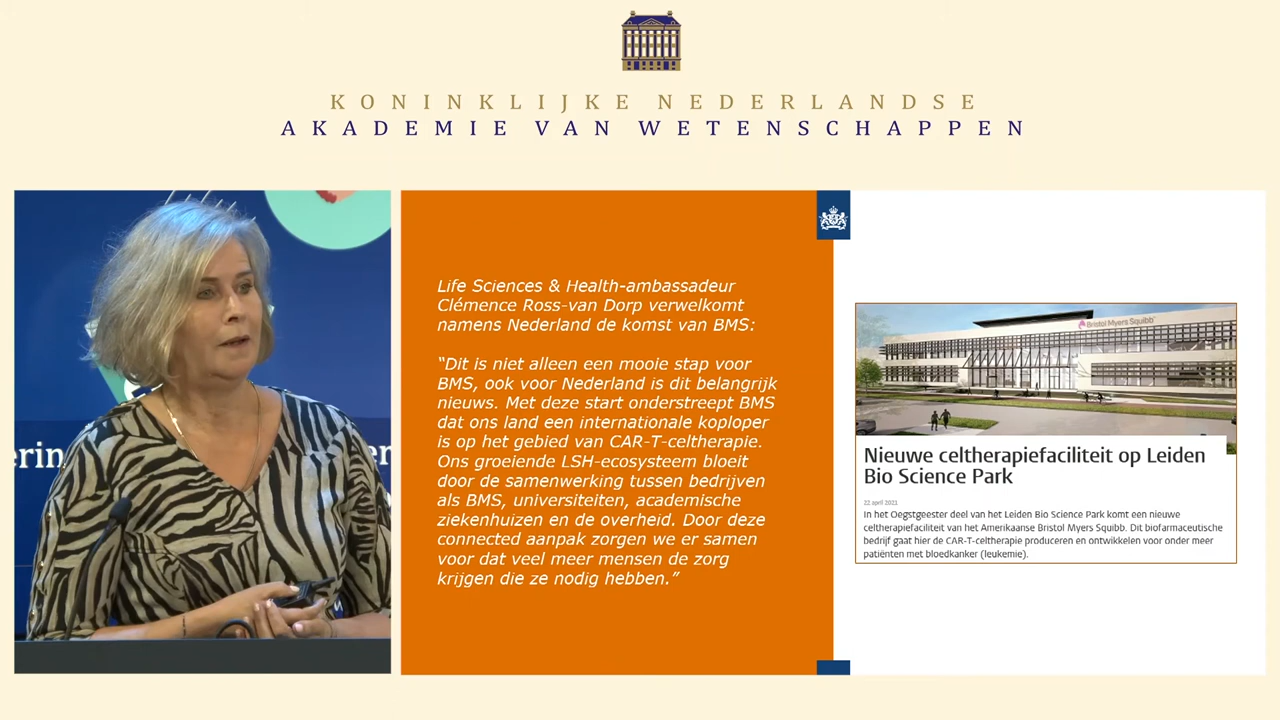 KONINKLIJKE NEDERLANDSE
AKADEMIE VAN WETENSCHAPPEN
Life Sciences & Health-ambassadeur
Clémence Ross-van Dorp verwelkomt
namens Nederland de komst van BMS:
“Dit is niet alleen een mooie stap voor
BMS, ook voor Nederland is dit belangrijk
nieuws. Met deze start onderstreept BMS
dat ons land een internationale koploper
is op het gebied van CAR-T-celtherapie.
Ons groeiende LSH-ecosysteem bloeit
door de samenwerking tussen bedrijven
als BMS, universiteiten, academische
ziekenhuizen en de overheid. Door deze
connected aanpak zorgen we er samen
voor dat veel meer mensen de zorg
krijgen die ze nodig hebben.”
Bristol Myers Squibb
Nieuwe celtherapiefaciliteit op Leiden
Bio Science Park
22 april 2021
In het Oegstgeester deel van het Leiden Bio Science Park komt een nieuwe
celtherapiefaciliteit van het Amerikaanse Bristol Myers Squibb. Dit biofarmaceutische
bedrijf gaat hier de CAR-T-celtherapie produceren en ontwikkelen voor onder meer
patiënten met bloedkanker (leukemie).